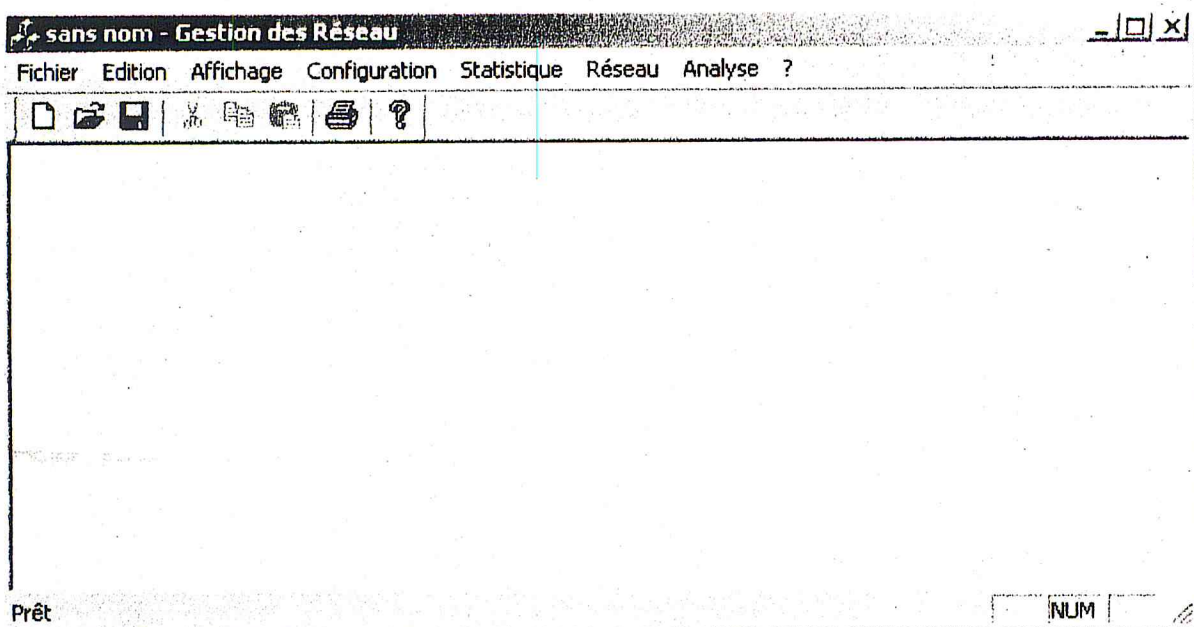 sans nom - Gestion des Réseau
Fichier Edition Affichage Configuration Statistique Réseau Analyse ?
Prêt
NUM